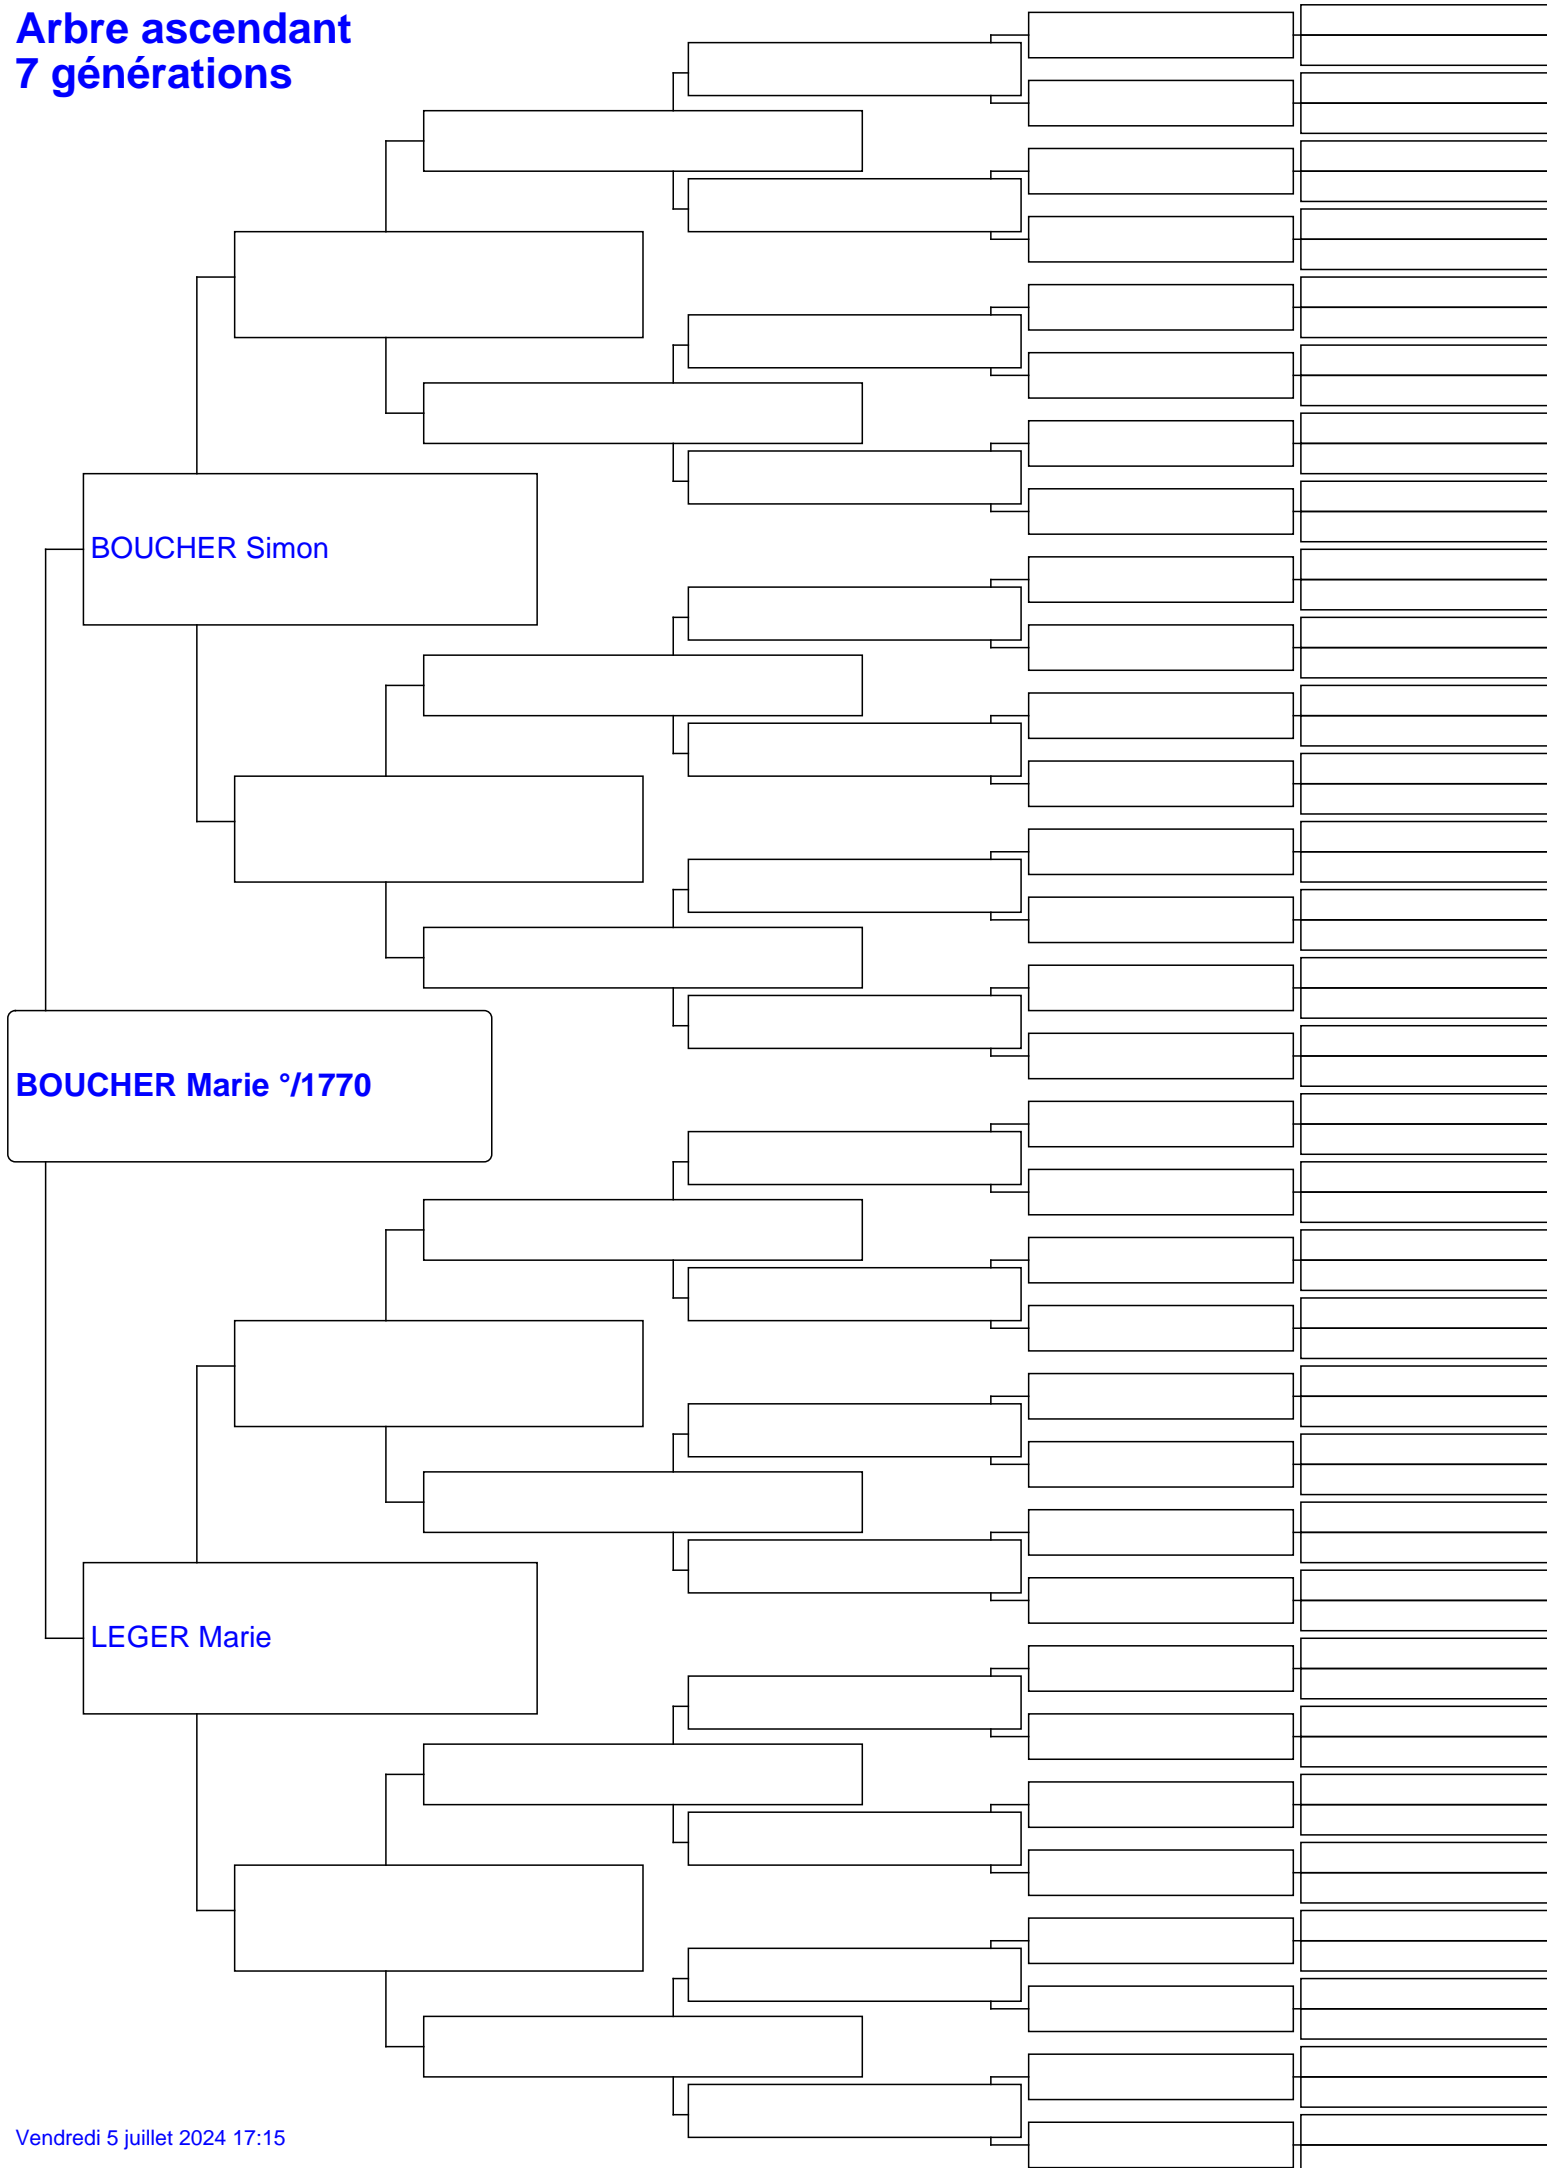 Arbre ascendant
7 générations
BOUCHER Simon
BOUCHER Marie °/1770
LEGER Marie
Vendredi 5 juillet 2024 17:15